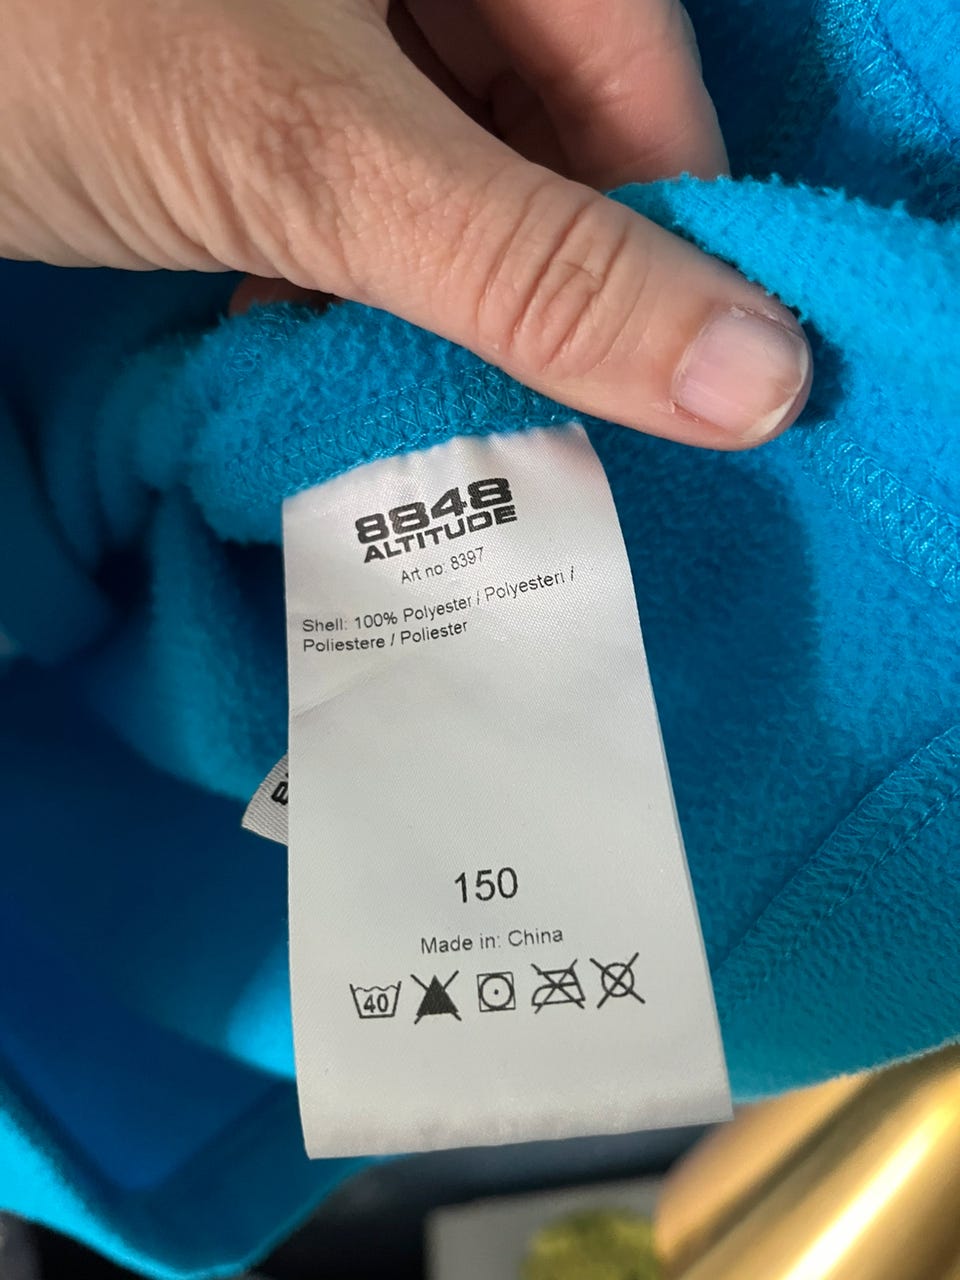 8848
ALTITUDE
Art no: 8397
Shell: 100% Polyester / Polyesteri /
Poliestere / Poliester
150
Made in: China
40